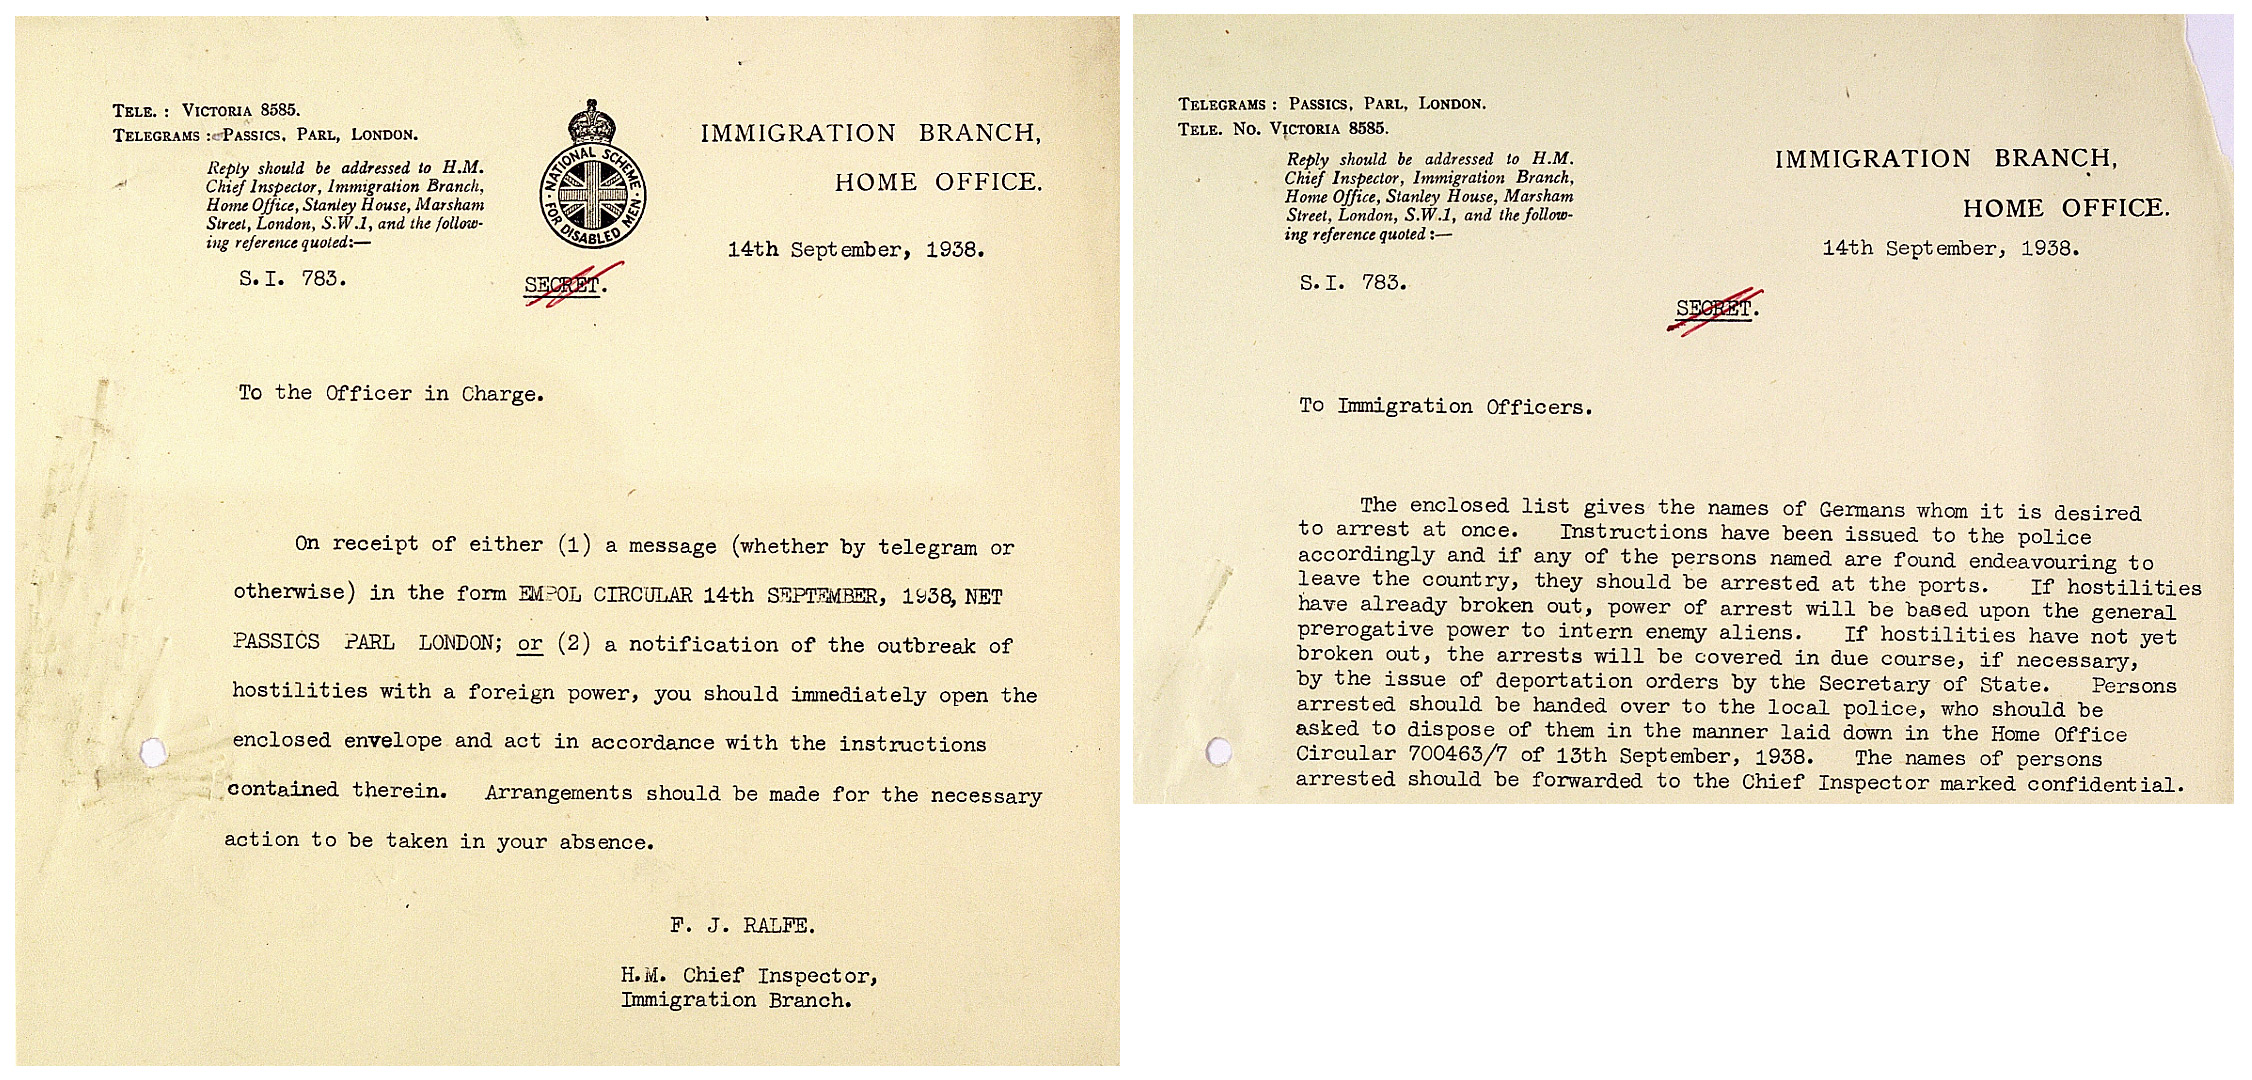 TELE. : VICTORIA 8585.
TELEGRAMS : PASSICS, PARL, LONDON.
Reply should be addressed to H.M.
Chief Inspector, Immigration Branch,
Home Office, Stanley House, Marsham
Street, London, S.W.1, and the follow-
ing reference quoted:—
S.I. 783.
NATIONAL SCHEME
FOR DISABLED MEN
IMMIGRATION BRANCH,
HOME OFFICE.
14th September, 1938.
SECRET.
To the Officer in Charge.
On receipt of either (1) a message (whether by telegram or
otherwise) in the form EMPOL CIRCULAR 14th SEPTEMBER, 1938, NET
PASSICS PARL LONDON; or (2) a notification of the outbreak of
hostilities with a foreign power, you should immediately open the
enclosed envelope and act in accordance with the instructions
contained therein. Arrangements should be made for the necessary
action to be taken in your absence.
F. J. RALFE.
H.M. Chief Inspector,
Immigration Branch.
TELEGRAMS : PASSICS, PARL, LONDON.
TELE. NO. VICTORIA 8585.
Reply should be addressed to H.M.
Chief Inspector, Immigration Branch,
Home Office, Stanley House, Marsham
Street, London, S.W.1, and the follow-
ing reference quoted :—
S.I. 783.
IMMIGRATION BRANCH,
HOME OFFICE.
14th September, 1938.
SECRET.
To Immigration Officers.
The enclosed list gives the names of Germans whom it is desired
to arrest at once. Instructions have been issued to the police
accordingly and if any of the persons named are found endeavouring to
leave the country, they should be arrested at the ports. If hostilities
have already broken out, power of arrest will be based upon the general
prerogative power to intern enemy aliens. If hostilities have not yet
broken out, the arrests will be covered in due course, if necessary,
by the issue of deportation orders by the Secretary of State. Persons
arrested should be handed over to the local police, who should be
asked to dispose of them in the manner laid down in the Home Office
Circular 700463/7 of 13th September, 1938. The names of persons
arrested should be forwarded to the Chief Inspector marked confidential.